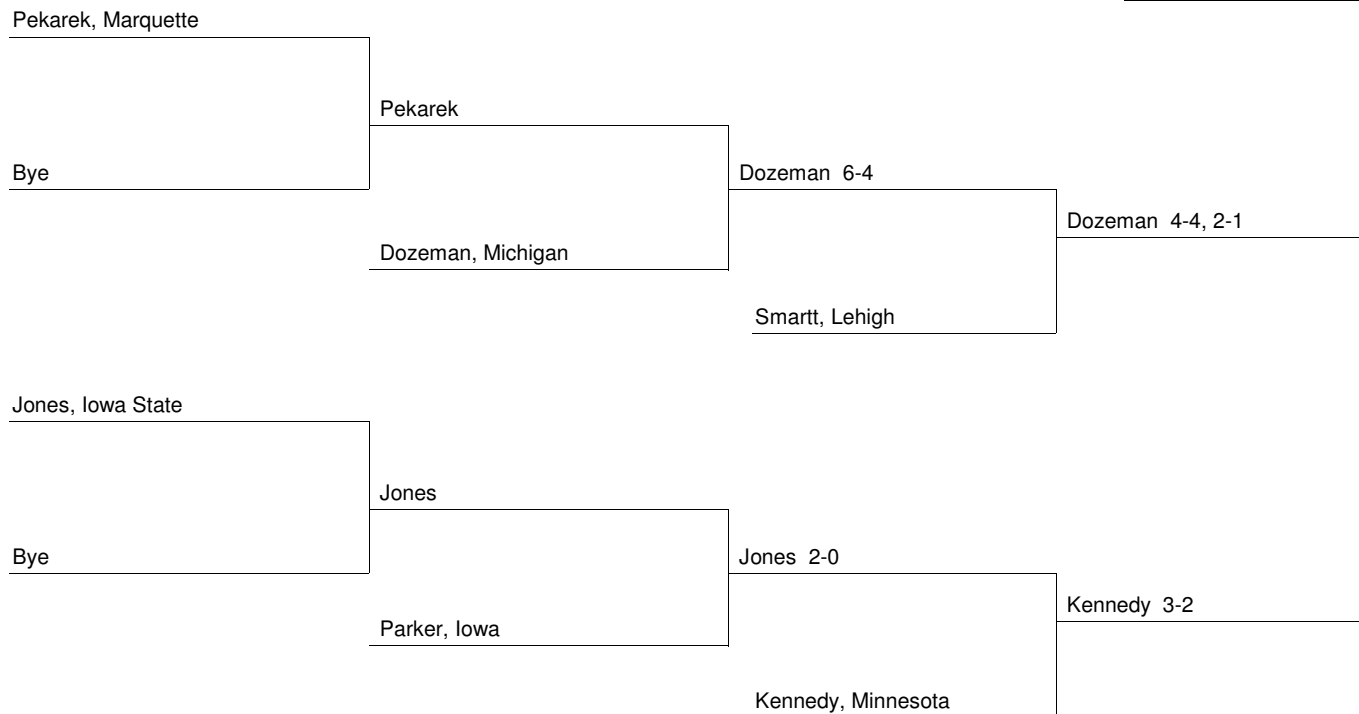 Pekarek, Marquette
Pekarek
Bye
Dozeman 6-4
Dozeman 4-4, 2-1
Dozeman, Michigan
Smartt, Lehigh
Jones, Iowa State
Jones
Bye
Jones 2-0
Kennedy 3-2
Parker, Iowa
Kennedy, Minnesota